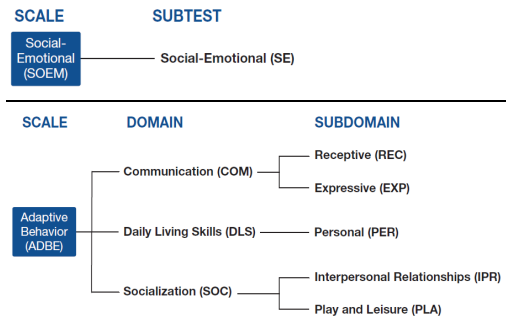 SCALE SUBTEST
Social-
Emotional
(SOEM)
Social-Emotional (SE)
SCALE DOMAIN SUBDOMAIN
Adaptive
Behavior
(ADBE)
Communication (COM)
Receptive (REC)
Expressive (EXP)
Daily Living Skills (DLS)
Personal (PER)
Socialization (SOC)
Interpersonal Relationships (IPR)
Play and Leisure (PLA)